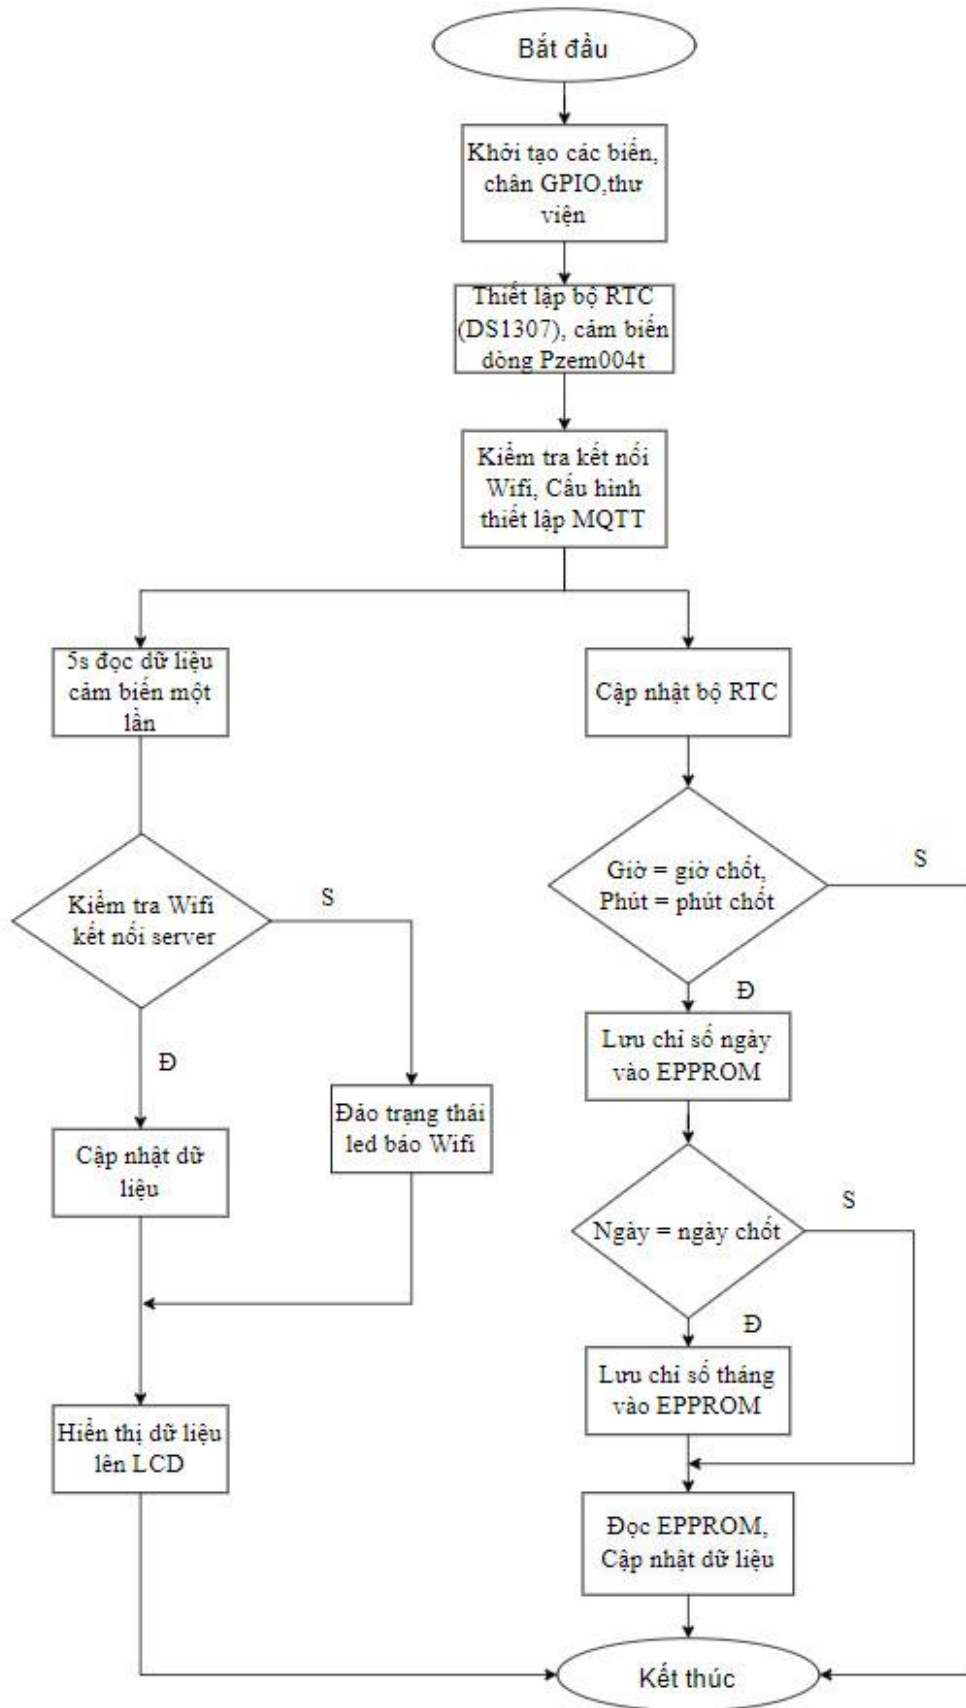 Bắt đầu
Khởi tạo các biến,
chân GPIO,thư
viện
Thiết lập bộ RTC
(DS1307), cảm biến
dòng Pzem004t
Kiểm tra kết nối
Wifi, Cấu hình
thiết lập MQTT
5s đọc dữ liệu
cảm biến một
lần
Kiểm tra Wifi
kết nối server
S
Đ
Cập nhật dữ
liệu
Đảo trạng thái
led báo Wifi
Hiển thị dữ liệu
lên LCD
Cập nhật bộ RTC
Giờ = giờ chốt,
Phút = phút chốt
S
Đ
Lưu chỉ số ngày
vào EPPROM
Ngày = ngày chốt
S
Đ
Lưu chỉ số tháng
vào EPPROM
Đọc EPPROM,
Cập nhật dữ liệu
Kết thúc